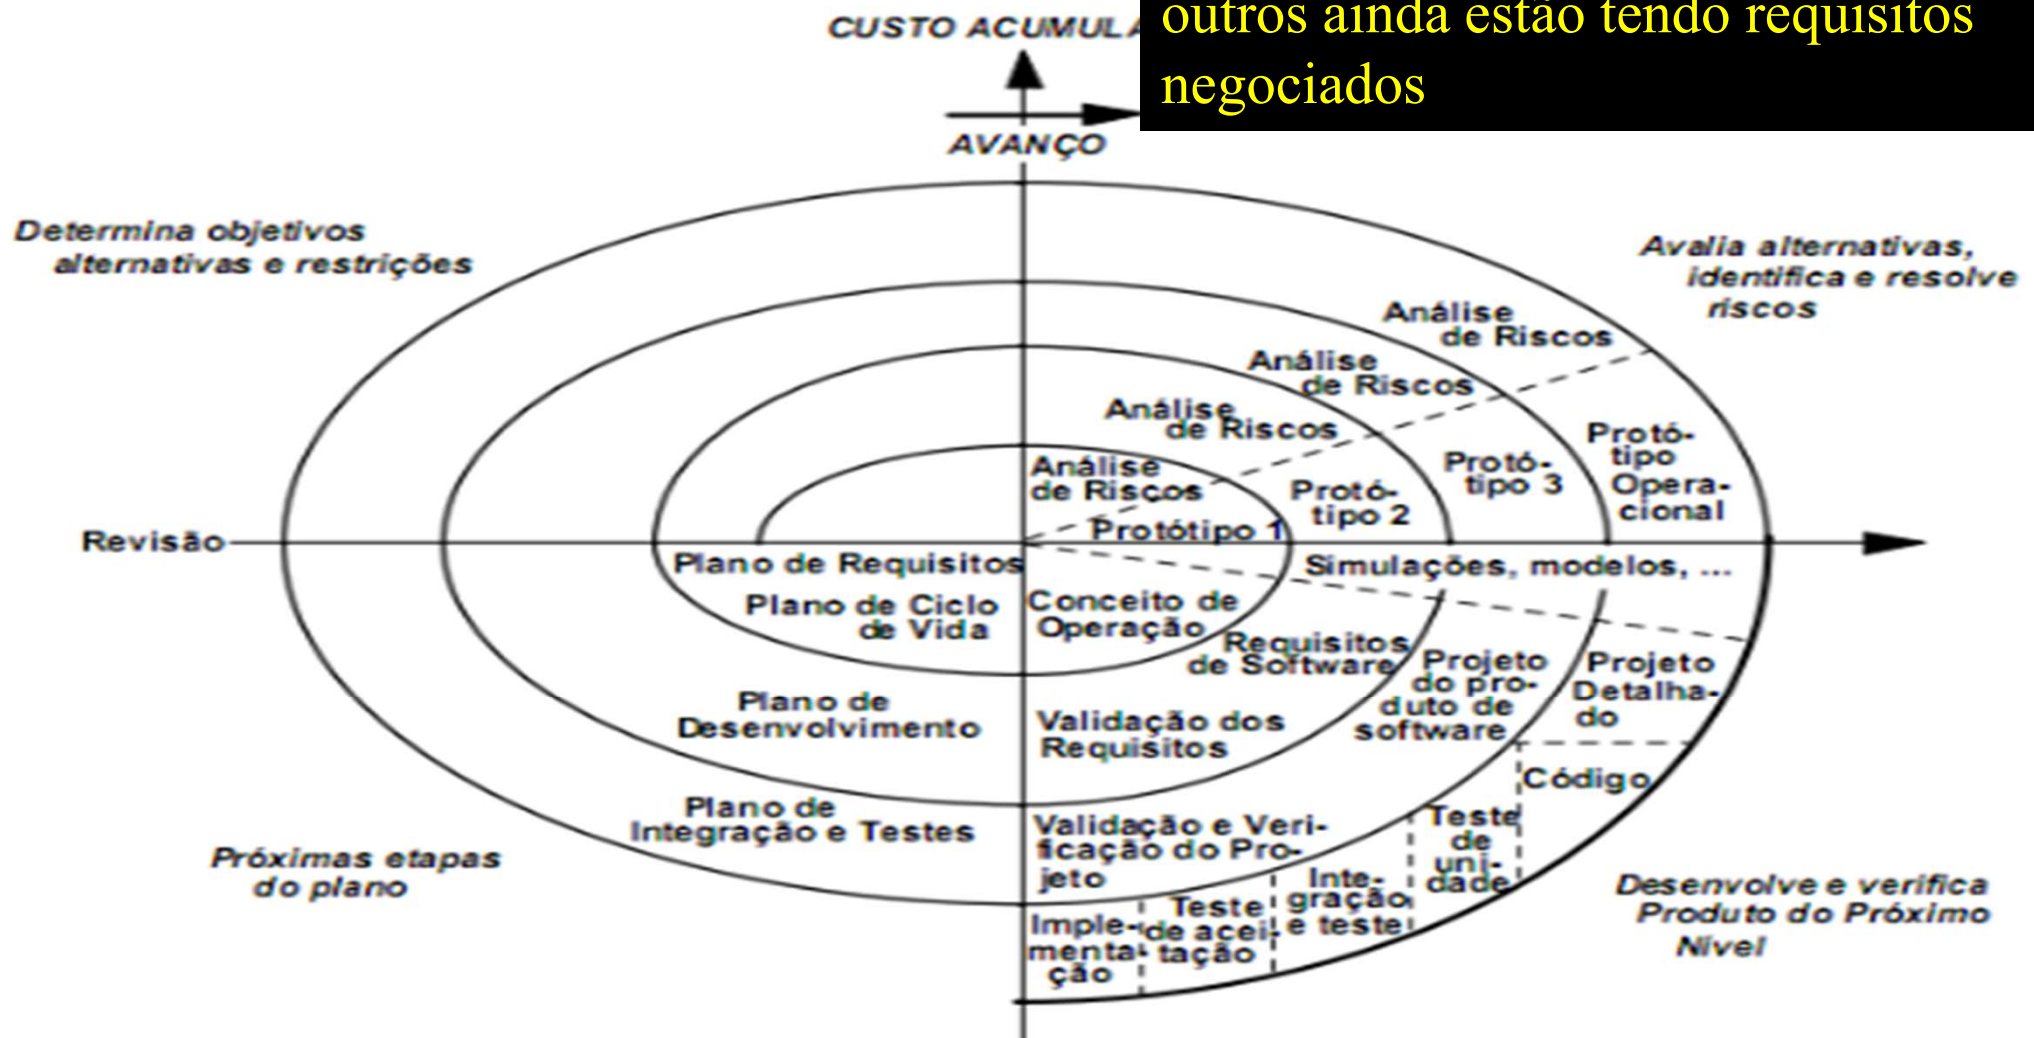 CUSTO ACUMULA
outros ainda estão tendo requisitos
negociados
AVANÇO
Determina objetivos
alternativas e restrições
Avalia alternativas,
identifica e resolve
riscos
Análise
de Riscos
Análise
de Riscos
Análise
de Riscos
Análise
de Riscos
Protótipo 1
Protó-
tipo 2
Protó-
tipo 3
Protó-
tipo
Opera-
cional
Revisão
Plano de Requisitos
Plano de Ciclo
de Vida
Conceito de
Operação
Simulações, modelos, ...
Requisitos
de Software
Projeto
do pro-
duto de
software
Projeto
Detalha-
do
Plano de
Desenvolvimento
Validação dos
Requisitos
Código
Plano de
Integração e Testes
Validação e Veri-
ficação do Pro-
jeto
Teste
de
uni-
dade
Inte-
gração
e teste
Teste
de acei-
tação
Imple-
menta-
ção
Próximas etapas
do plano
Desenvolve e verifica
Produto do Próximo
Nível